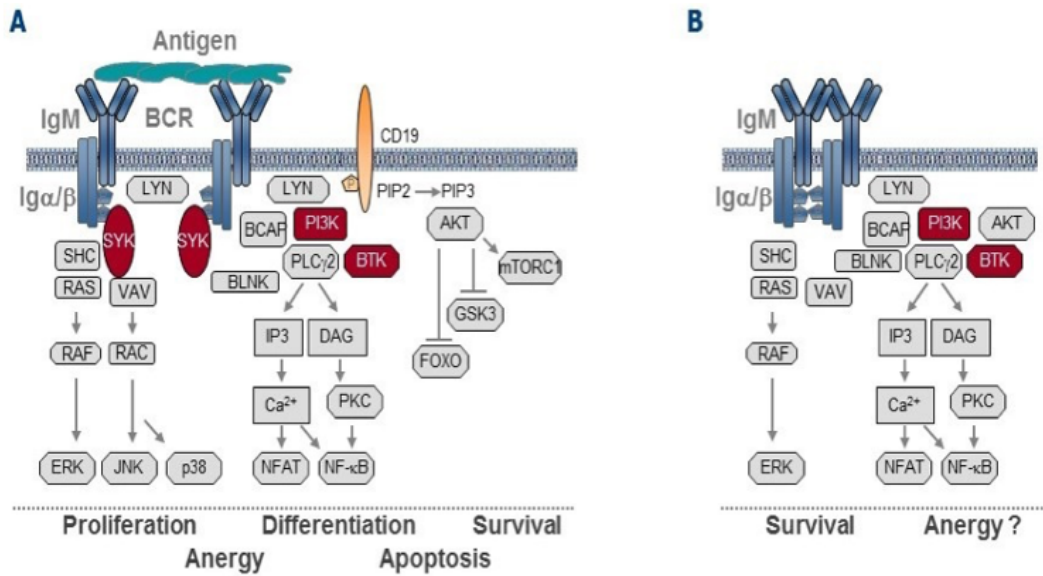 A
B
Antigen
IgM
BCR
CD19
Igα/β
LYN
LYN
P
PIP2
PIP3
SYK
SYK
BCAP
PI3K
AKT
SHC
PLCγ2
BTK
mTORC1
RAS
VAV
BLNK
GSK3
RAF
RAC
IP3
DAG
FOXO
Ca²⁺
PKC
ERK
JNK
p38
NFAT
NF-κB
Proliferation
Differentiation
Survival
Anergy
Apoptosis
IgM
Igα/β
LYN
BCAP
PI3K
AKT
SHC
BLNK
PLCγ2
BTK
RAS
VAV
RAF
IP3
DAG
Ca²⁺
PKC
ERK
NFAT
NF-κB
Survival
Anergy ?